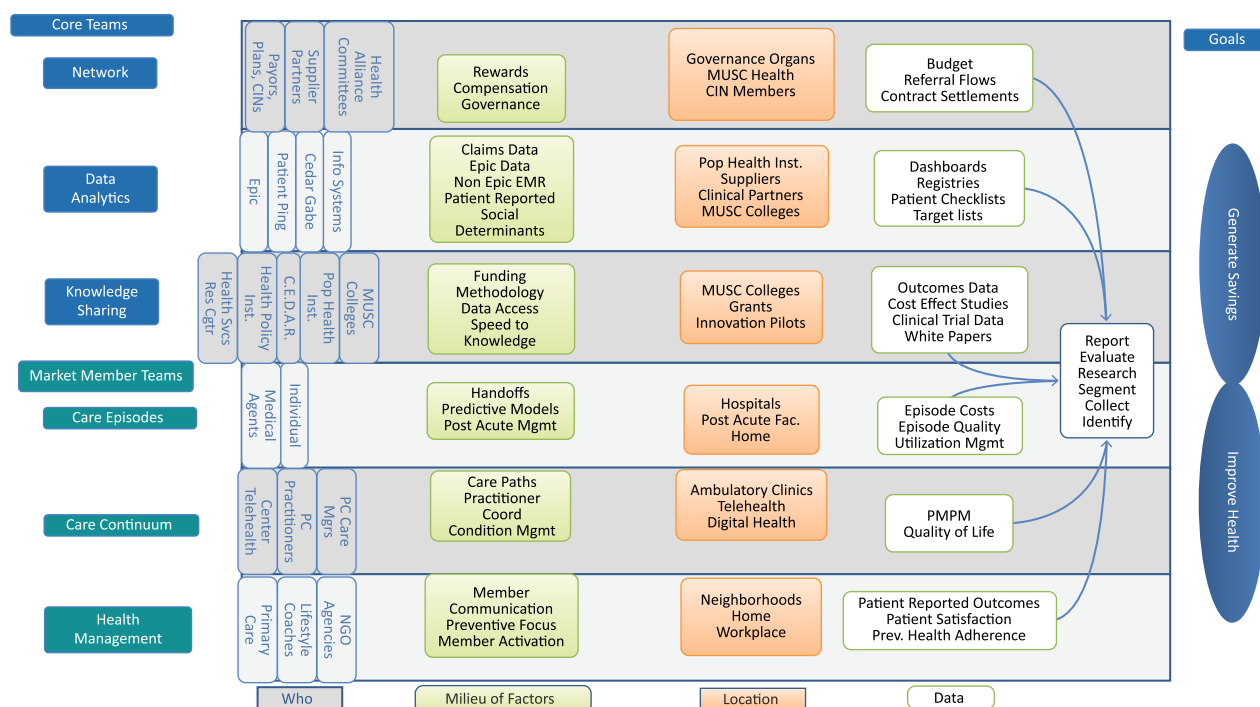 Core Teams
Goals
Network
Payors,
Plans, CINs
Supplier
Partners
Health
Alliance
Committees
Rewards
Compensation
Governance
Governance Organs
MUSC Health
CIN Members
Budget
Referral Flows
Contract Settlements
Data
Analytics
Epic
Patient Ping
Cedar Gabe
Info Systems
Claims Data
Epic Data
Non Epic EMR
Patient Reported
Social
Determinants
Pop Health Inst.
Suppliers
Clinical Partners
MUSC Colleges
Dashboards
Registries
Patient Checklists
Target lists
Knowledge
Sharing
Health Svcs
Res Cgtr
Health Policy
Inst.
C.E.D.A.R.
Pop Health
Inst.
MUSC
Colleges
Funding
Methodology
Data Access
Speed to
Knowledge
MUSC Colleges
Grants
Innovation Pilots
Outcomes Data
Cost Effect Studies
Clinical Trial Data
White Papers
Report
Evaluate
Research
Segment
Collect
Identify
Generate Savings
Market Member Teams
Care Episodes
Medical
Agents
Individual
Handoffs
Predictive Models
Post Acute Mgmt
Hospitals
Post Acute Fac.
Home
Episode Costs
Episode Quality
Utilization Mgmt
Care Continuum
Center
Telehealth
PC
Practitioners
PC Care
Mgrs
Care Paths
Practitioner
Coord
Condition Mgmt
Ambulatory Clinics
Telehealth
Digital Health
PMPM
Quality of Life
Improve Health
Health
Management
Primary
Care
Lifestyle
Coaches
NGO
Agencies
Member
Communication
Preventive Focus
Member Activation
Neighborhoods
Home
Workplace
Patient Reported Outcomes
Patient Satisfaction
Prev. Health Adherence
Who
Milieu of Factors
Location
Data